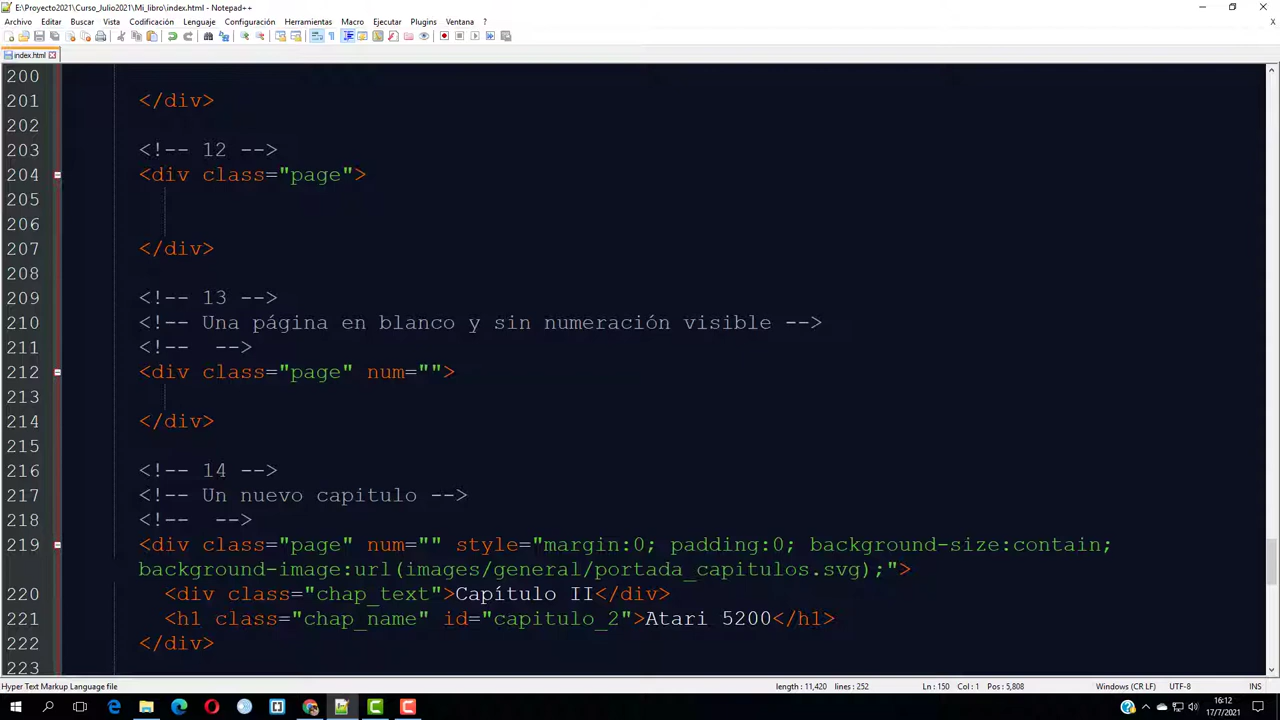 E:\Proyecto2021\Curso_Julio2021\Mi_libro\index.html - Notepad++
Archivo Editar Buscar Vista Codificación Lenguaje Configuración Herramientas Macro Ejecutar Plugins Ventana ?
X
index.html
200
201 </div>
202
203 <!-- 12 -->
204 <div class="page">
205
206
207 </div>
208
209 <!-- 13 -->
210 <!-- Una página en blanco y sin numeración visible -->
211 <!--  -->
212 <div class="page" num="">
213
214 </div>
215
216 <!-- 14 -->
217 <!-- Un nuevo capitulo -->
218 <!--  -->
219 <div class="page" num="" style="margin:0; padding:0; background-size:contain;
background-image:url(images/general/portada_capitulos.svg);">
220 <div class="chap_text">Capítulo II</div>
221 <h1 class="chap_name" id="capitulo_2">Atari 5200</h1>
222 </div>
223
Hyper Text Markup Language file length : 11,420 lines : 252 Ln : 150 Col : 1 Pos : 5,808 Windows (CR LF) UTF-8 INS
16:12
17/7/2021